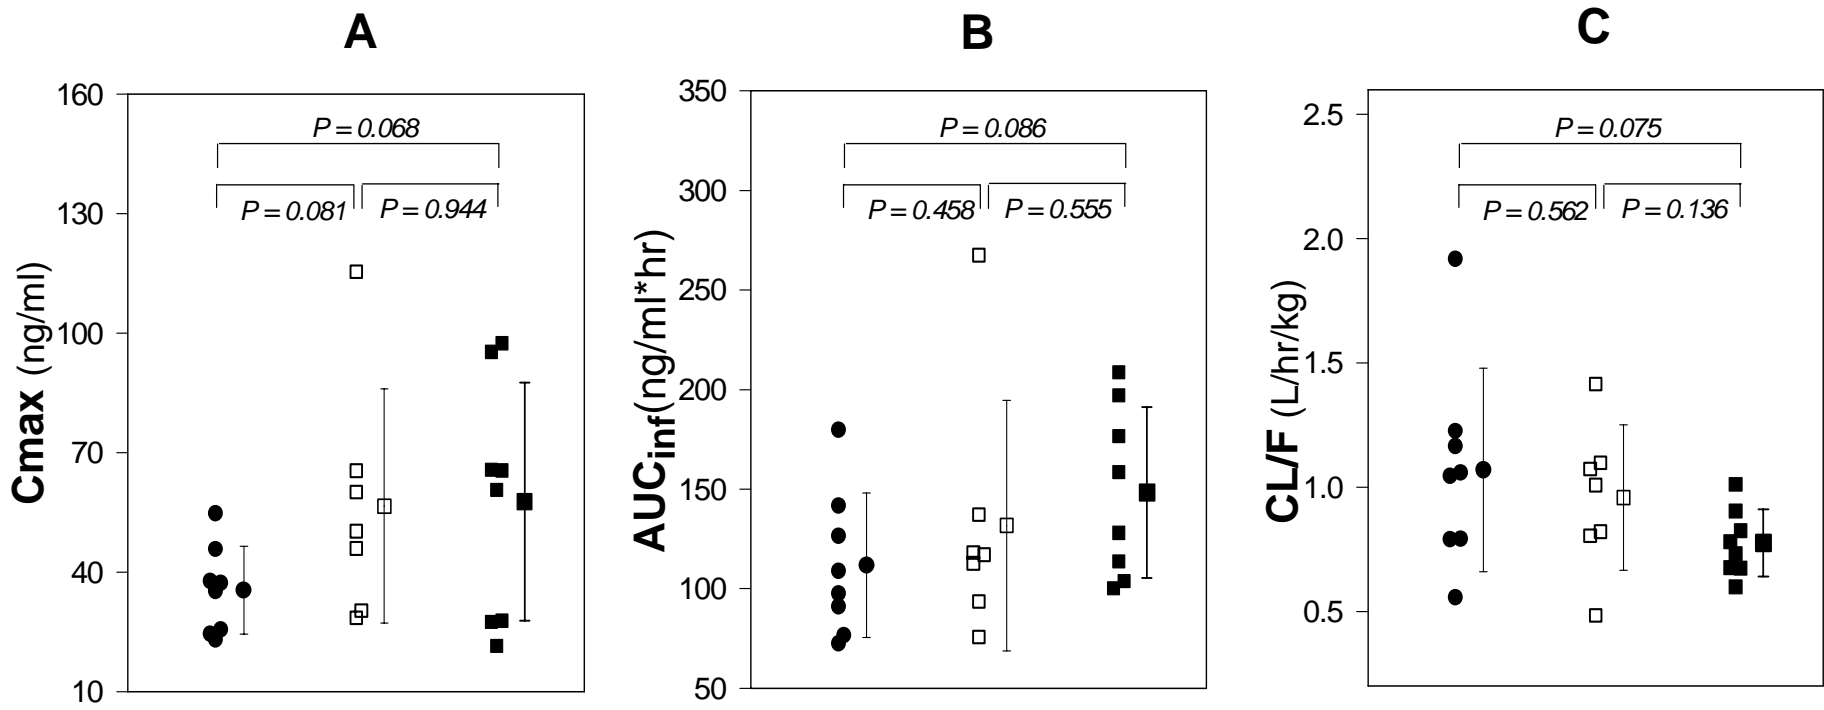 A
Cmax (ng/ml)
160
130
100
70
40
10
P = 0.068
P = 0.081
P = 0.944
B
AUCinf(ng/ml*hr)
350
300
250
200
150
100
50
P = 0.086
P = 0.458
P = 0.555
C
CL/F (L/hr/kg)
2.5
2.0
1.5
1.0
0.5
P = 0.075
P = 0.562
P = 0.136